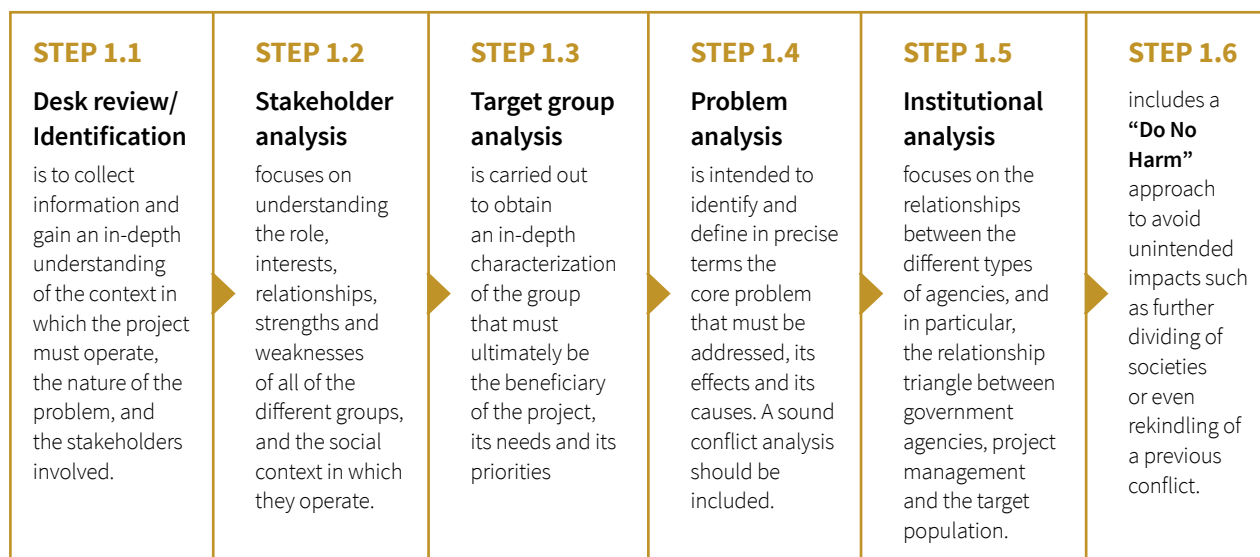 STEP 1.1
Desk review/
Identification
is to collect
information and
gain an in-depth
understanding
of the context in
which the project
must operate,
the nature of the
problem, and
the stakeholders
involved.
STEP 1.2
Stakeholder
analysis
focuses on
understanding
the role,
interests,
relationships,
strengths and
weaknesses
of all of the
different groups,
and the social
context in which
they operate.
STEP 1.3
Target group
analysis
is carried out
to obtain
an in-depth
characterization
of the group
that must
ultimately be
the beneficiary
of the project,
its needs and its
priorities
STEP 1.4
Problem
analysis
is intended to
identify and
define in precise
terms the
core problem
that must be
addressed, its
effects and its
causes. A sound
conflict analysis
should be
included.
STEP 1.5
Institutional
analysis
focuses on the
relationships
between the
different types
of agencies, and
in particular,
the relationship
triangle between
government
agencies, project
management
and the target
population.
STEP 1.6
includes a
“Do No
Harm”
approach
to avoid
unintended
impacts such
as further
dividing of
societies
or even
rekindling of
a previous
conflict.